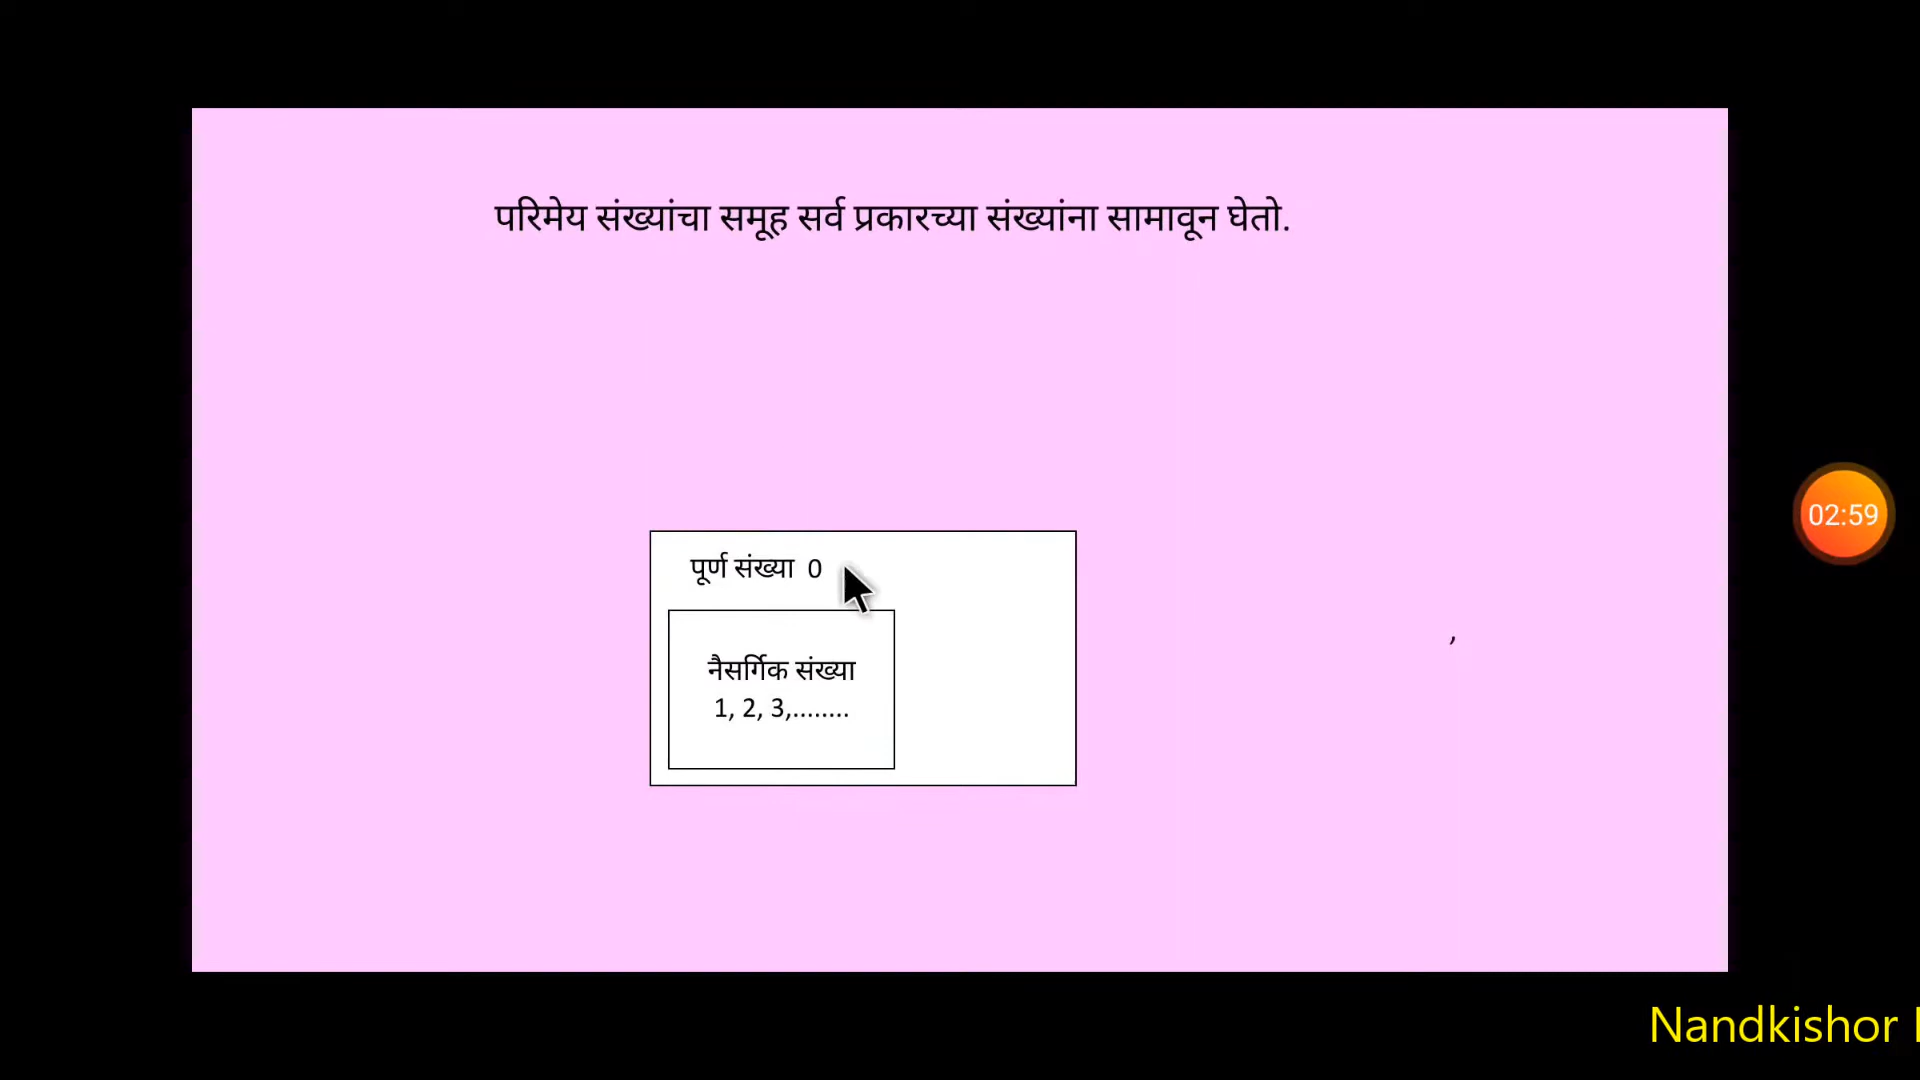 परिमेय संख्यांचा समूह सर्व प्रकारच्या संख्यांना सामावून घेतो.
पूर्ण संख्या 0
नैसर्गिक संख्या
1, 2, 3,........
,
02:59
Nandkishor